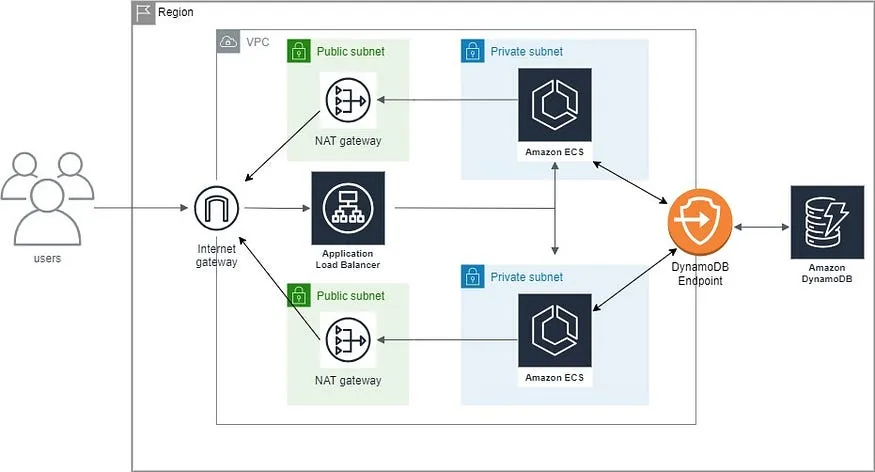 Region
VPC
Public subnet
Private subnet
NAT gateway
Amazon ECS
users
Internet
gateway
Application
Load Balancer
DynamoDB
Endpoint
Amazon
DynamoDB
Public subnet
Private subnet
NAT gateway
Amazon ECS